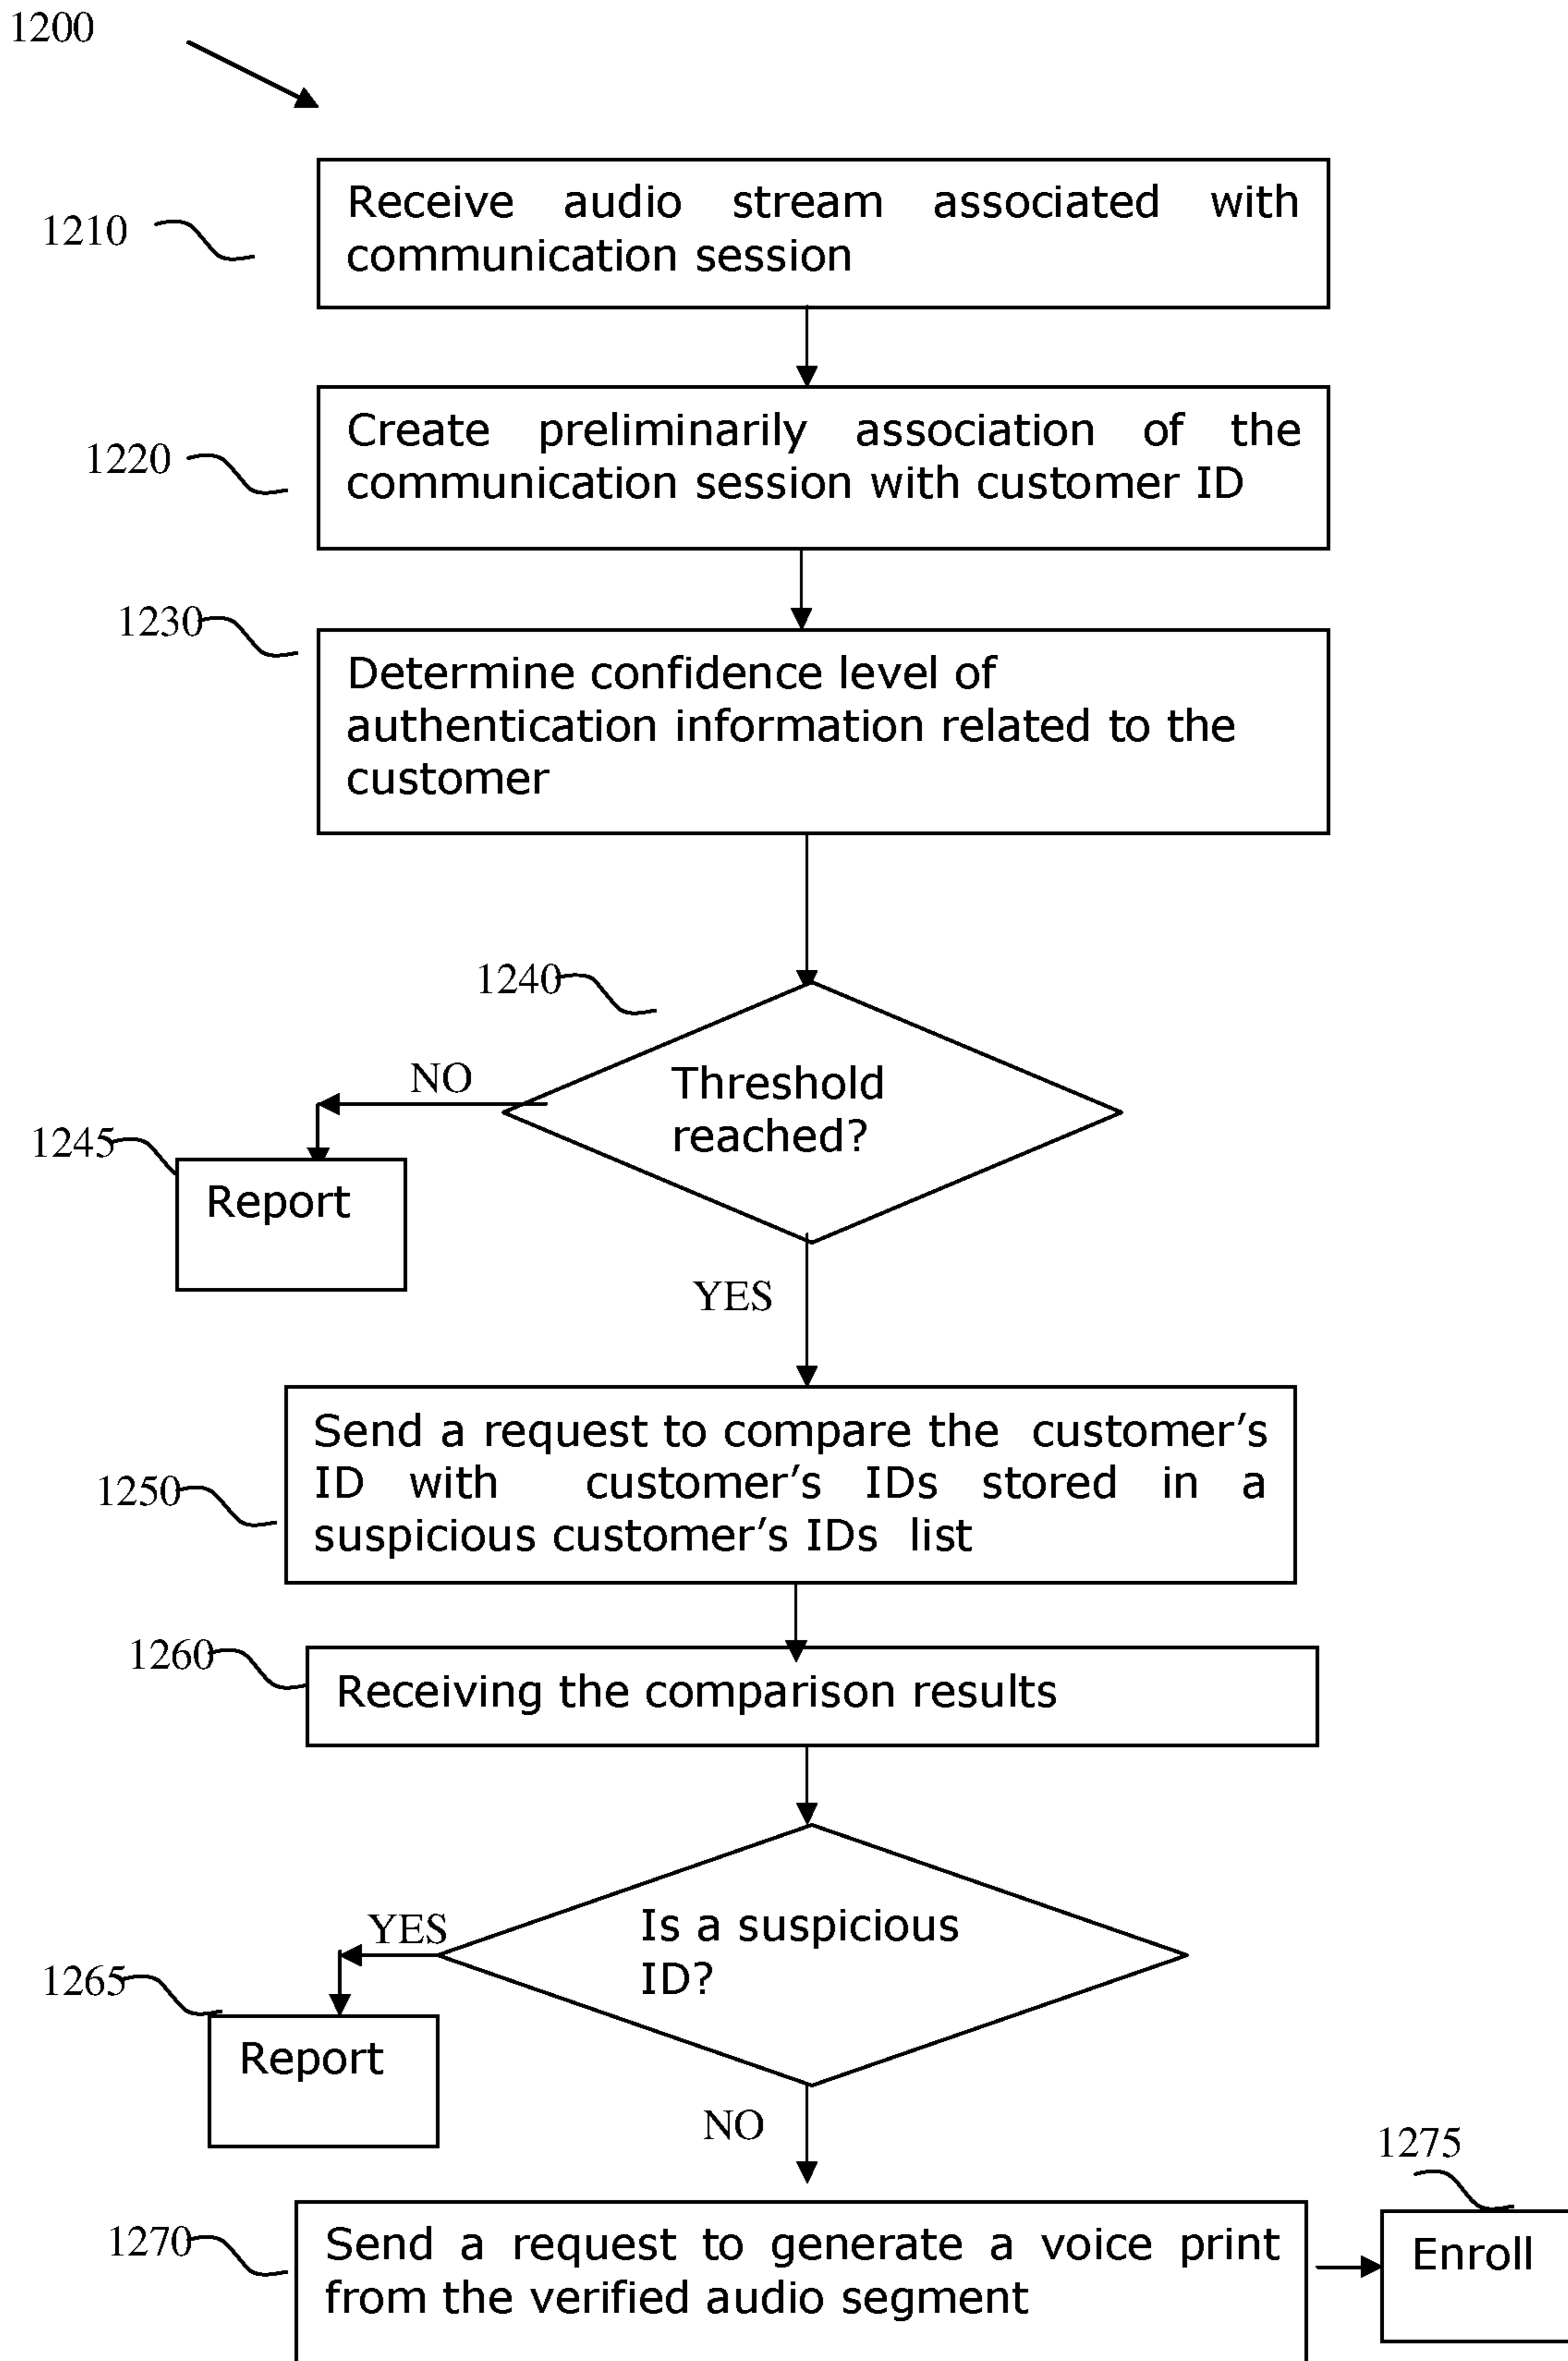 1200
1210
Receive audio stream associated with
communication session
1220
Create preliminarily association of the
communication session with customer ID
1230
Determine confidence level of
authentication information related to the
customer
1240
Threshold
reached?
NO
1245
Report
YES
1250
Send a request to compare the customer's
ID with customer's IDs stored in a
suspicious customer's IDs list
1260
Receiving the comparison results
Is a suspicious
ID?
YES
1265
Report
NO
1275
1270
Send a request to generate a voice print
from the verified audio segment
Enroll